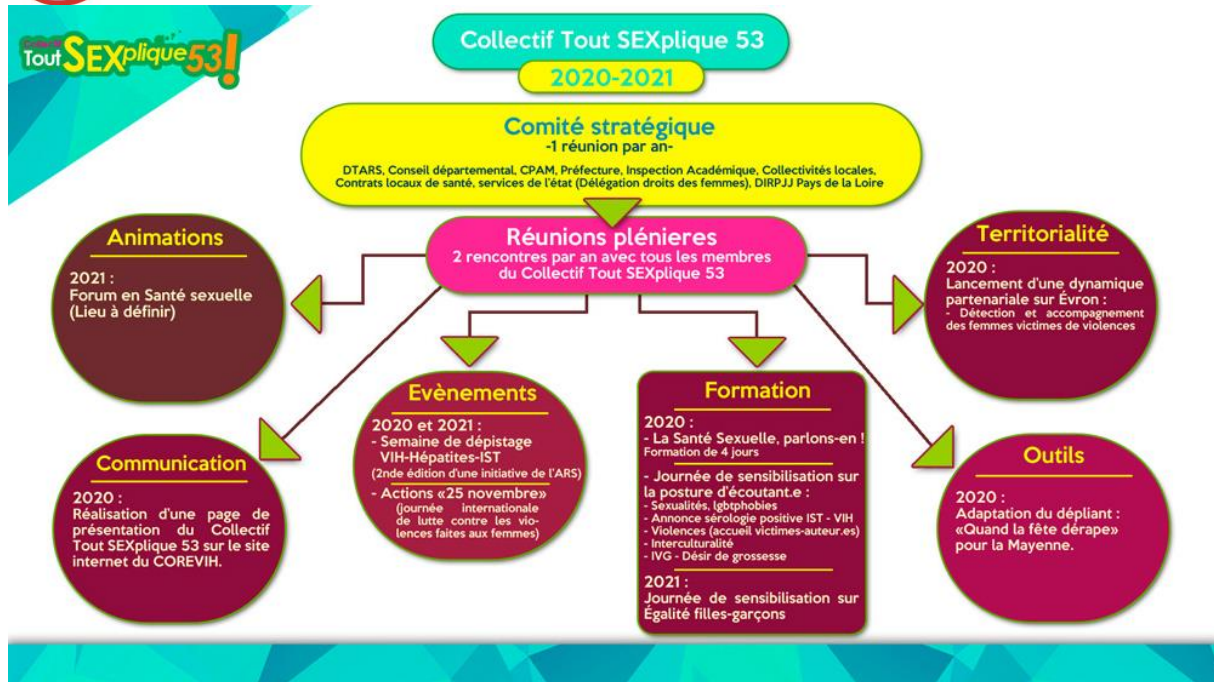 Collectif
Tout SEXplique 53!
Collectif Tout SEXplique 53
2020-2021
Comité stratégique
-1 réunion par an-
DTARS, Conseil départemental, CPAM, Préfecture, Inspection Académique, Collectivités locales,
Contrats locaux de santé, services de l'état (Délégation droits des femmes), DIRPJJ Pays de la Loire
Réunions plénieres
2 rencontres par an avec tous les membres
du Collectif Tout SEXplique 53
Animations
2021 :
Forum en Santé sexuelle
(Lieu à définir)
Territorialité
2020 :
Lancement d'une dynamique
partenariale sur Évron :
- Détection et accompagnement
des femmes victimes de violences
Communication
2020 :
Réalisation d'une page de
présentation du Collectif
Tout SEXplique 53 sur le site
internet du COREVIH.
Evènements
2020 et 2021 :
- Semaine de dépistage
VIH-Hépatites-IST
(2nde édition d'une initiative de l'ARS)
- Actions «25 novembre»
(journée internationale
de lutte contre les vio-
lences faites aux femmes)
Formation
2020 :
- La Santé Sexuelle, parlons-en !
Formation de 4 jours
- Journée de sensibilisation sur
la posture d'écoutant.e :
- Sexualités, lgbtphobies
- Annonce sérologie positive IST - VIH
- Violences (accueil victimes-auteur.es)
- Interculturalité
- IVG - Désir de grossesse
2021 :
Journée de sensibilisation sur
Égalité filles-garçons
Outils
2020 :
Adaptation du dépliant :
«Quand la fête dérape»
pour la Mayenne.